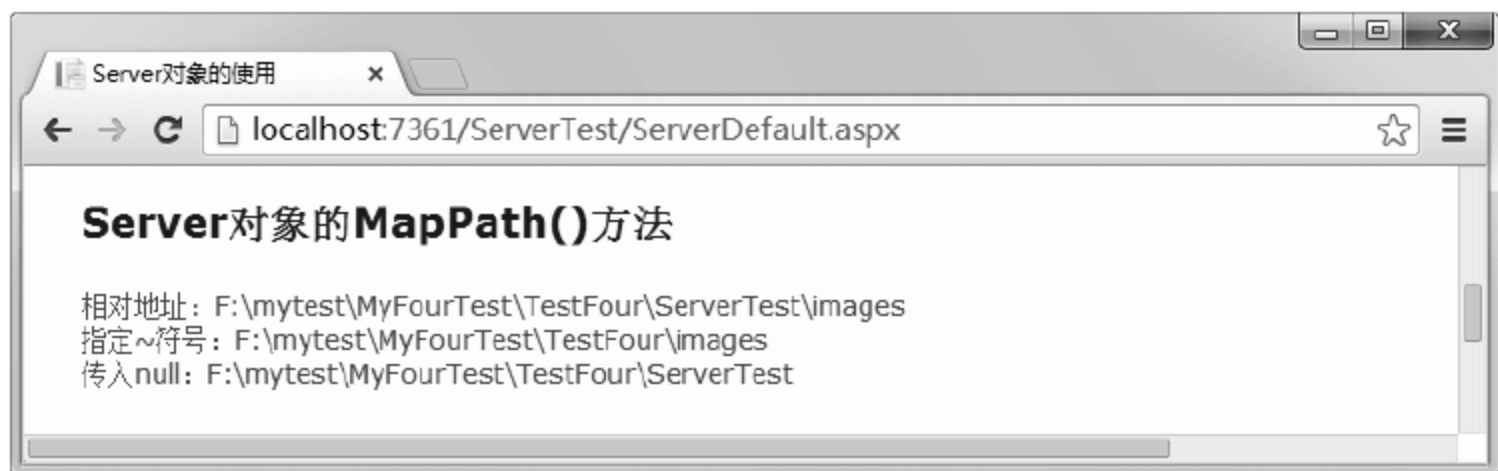 Server对象的使用
localhost:7361/ServerTest/ServerDefault.aspx
Server对象的MapPath()方法
相对地址：F:\mytest\MyFourTest\TestFour\ServerTest\images
指定~符号：F:\mytest\MyFourTest\TestFour\images
传入null：F:\mytest\MyFourTest\TestFour\ServerTest